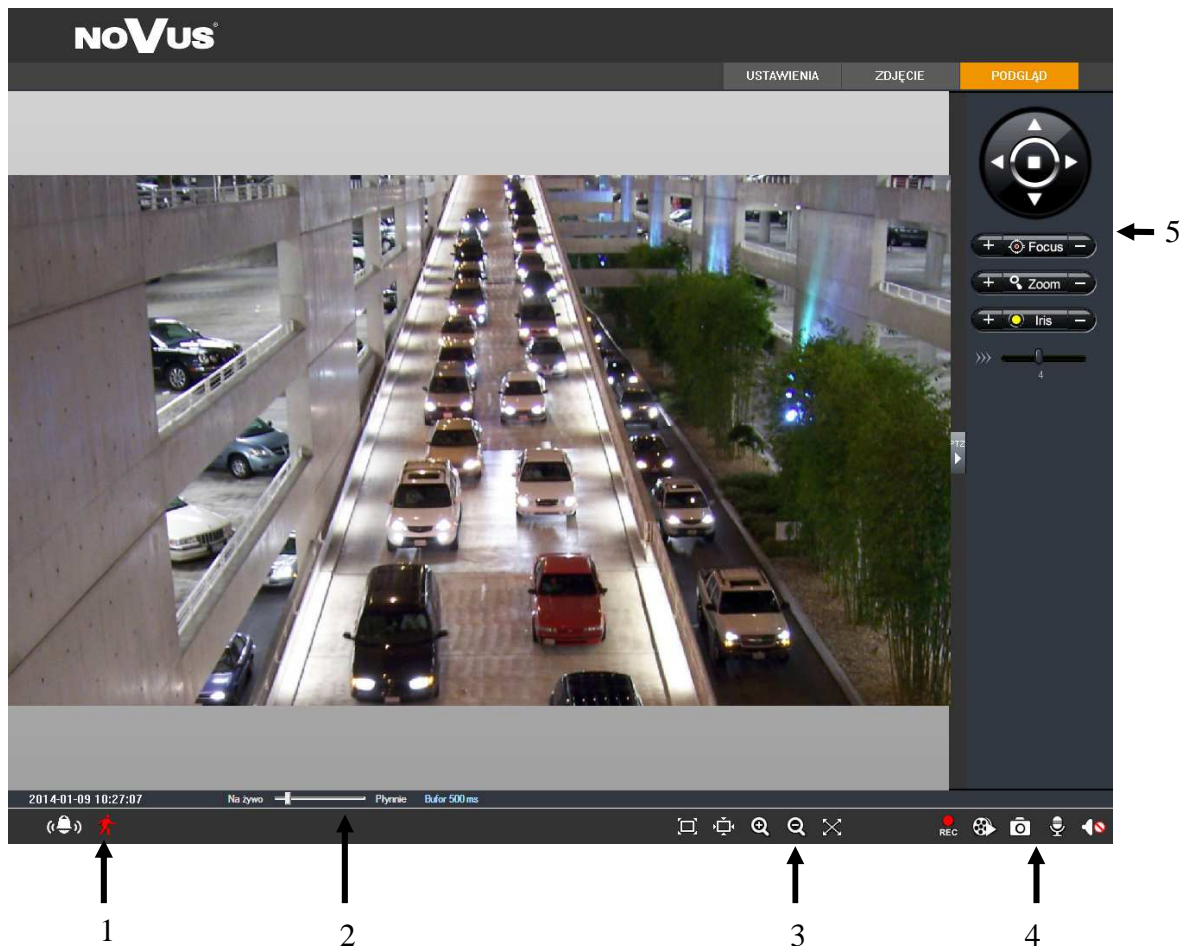 NOVUS®
USTAWIENIA ZDJĘCIE PODGLĄD
+ Focus -
+ Zoom -
+ Iris -
4
5
PTZ
2014-01-09 10:27:07 Na żywo Płynnie Bufor 500 ms
REC
1 2 3 4